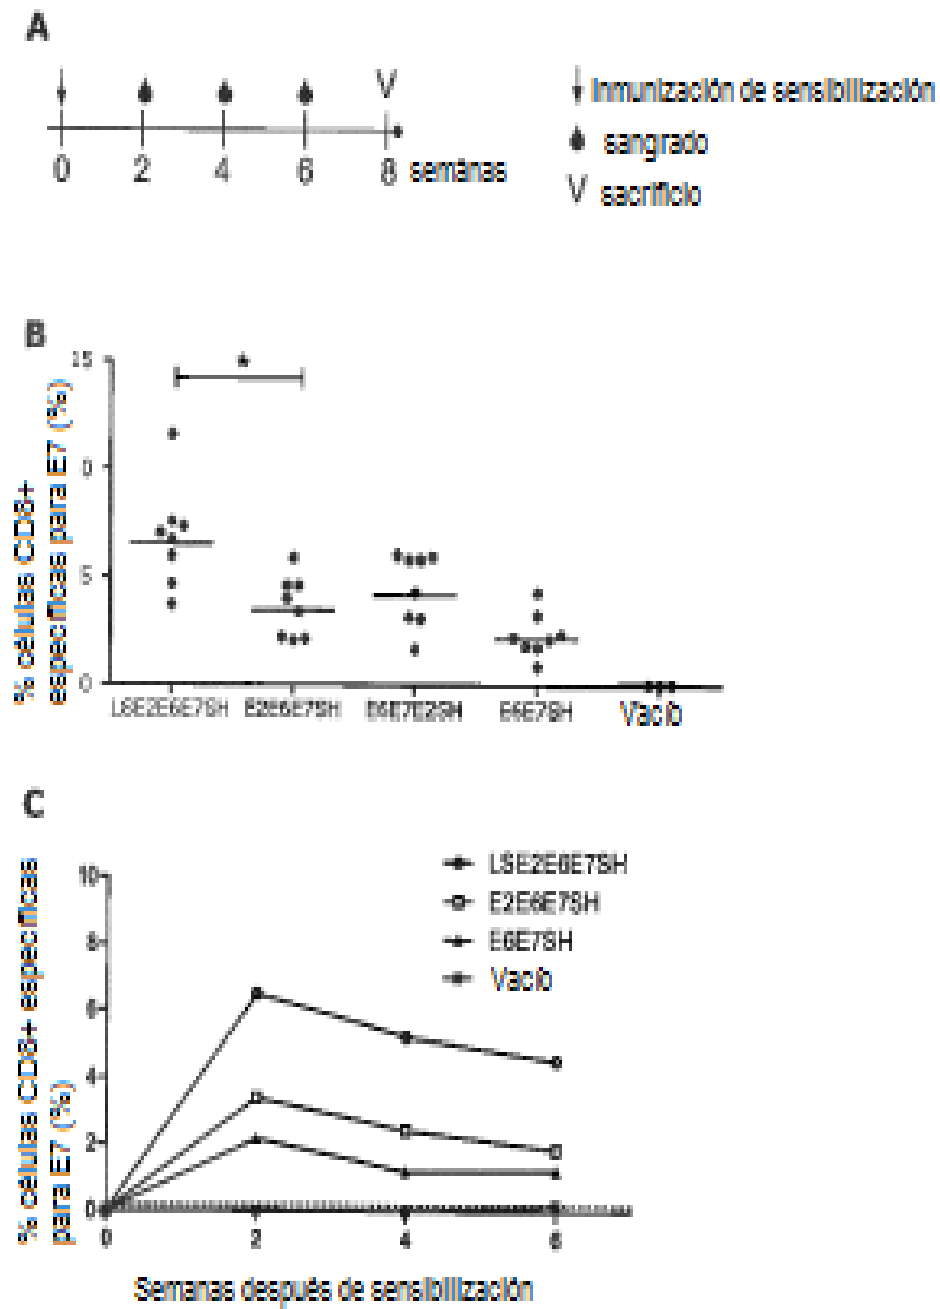 A
V
0 2 4 6 8 semanas
↓ Inmunización de sensibilización
sangrado
V sacrificio
B
% células CD8+
específicas para E7 (%)
15
*
0
5
0
LSE2E6E7SH E2E6E7SH E6E7E2SH E6E7SH Vacío
C
% células CD8+ específicas
para E7 (%)
LSE2E6E7SH
E2E6E7SH
E6E7SH
Vacío
10
8
6
4
2
0
0 2 4 6
Semanas después de sensibilización